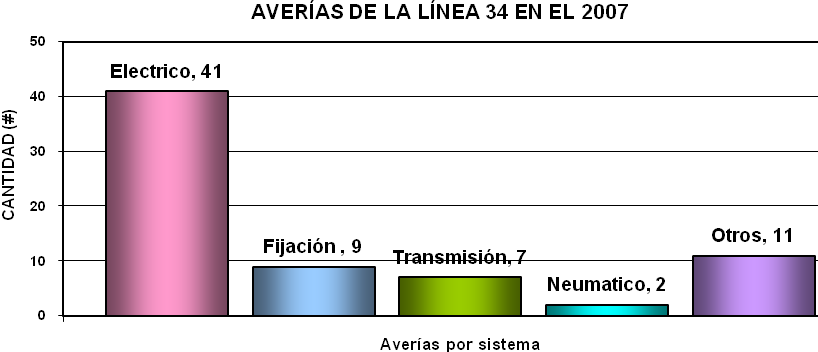 AVERÍAS DE LA LÍNEA 34 EN EL 2007
CANTIDAD (#)
50
40
30
20
10
0
Electrico, 41
Fijación , 9
Transmisión, 7
Neumatico, 2
Otros, 11
Averías por sistema